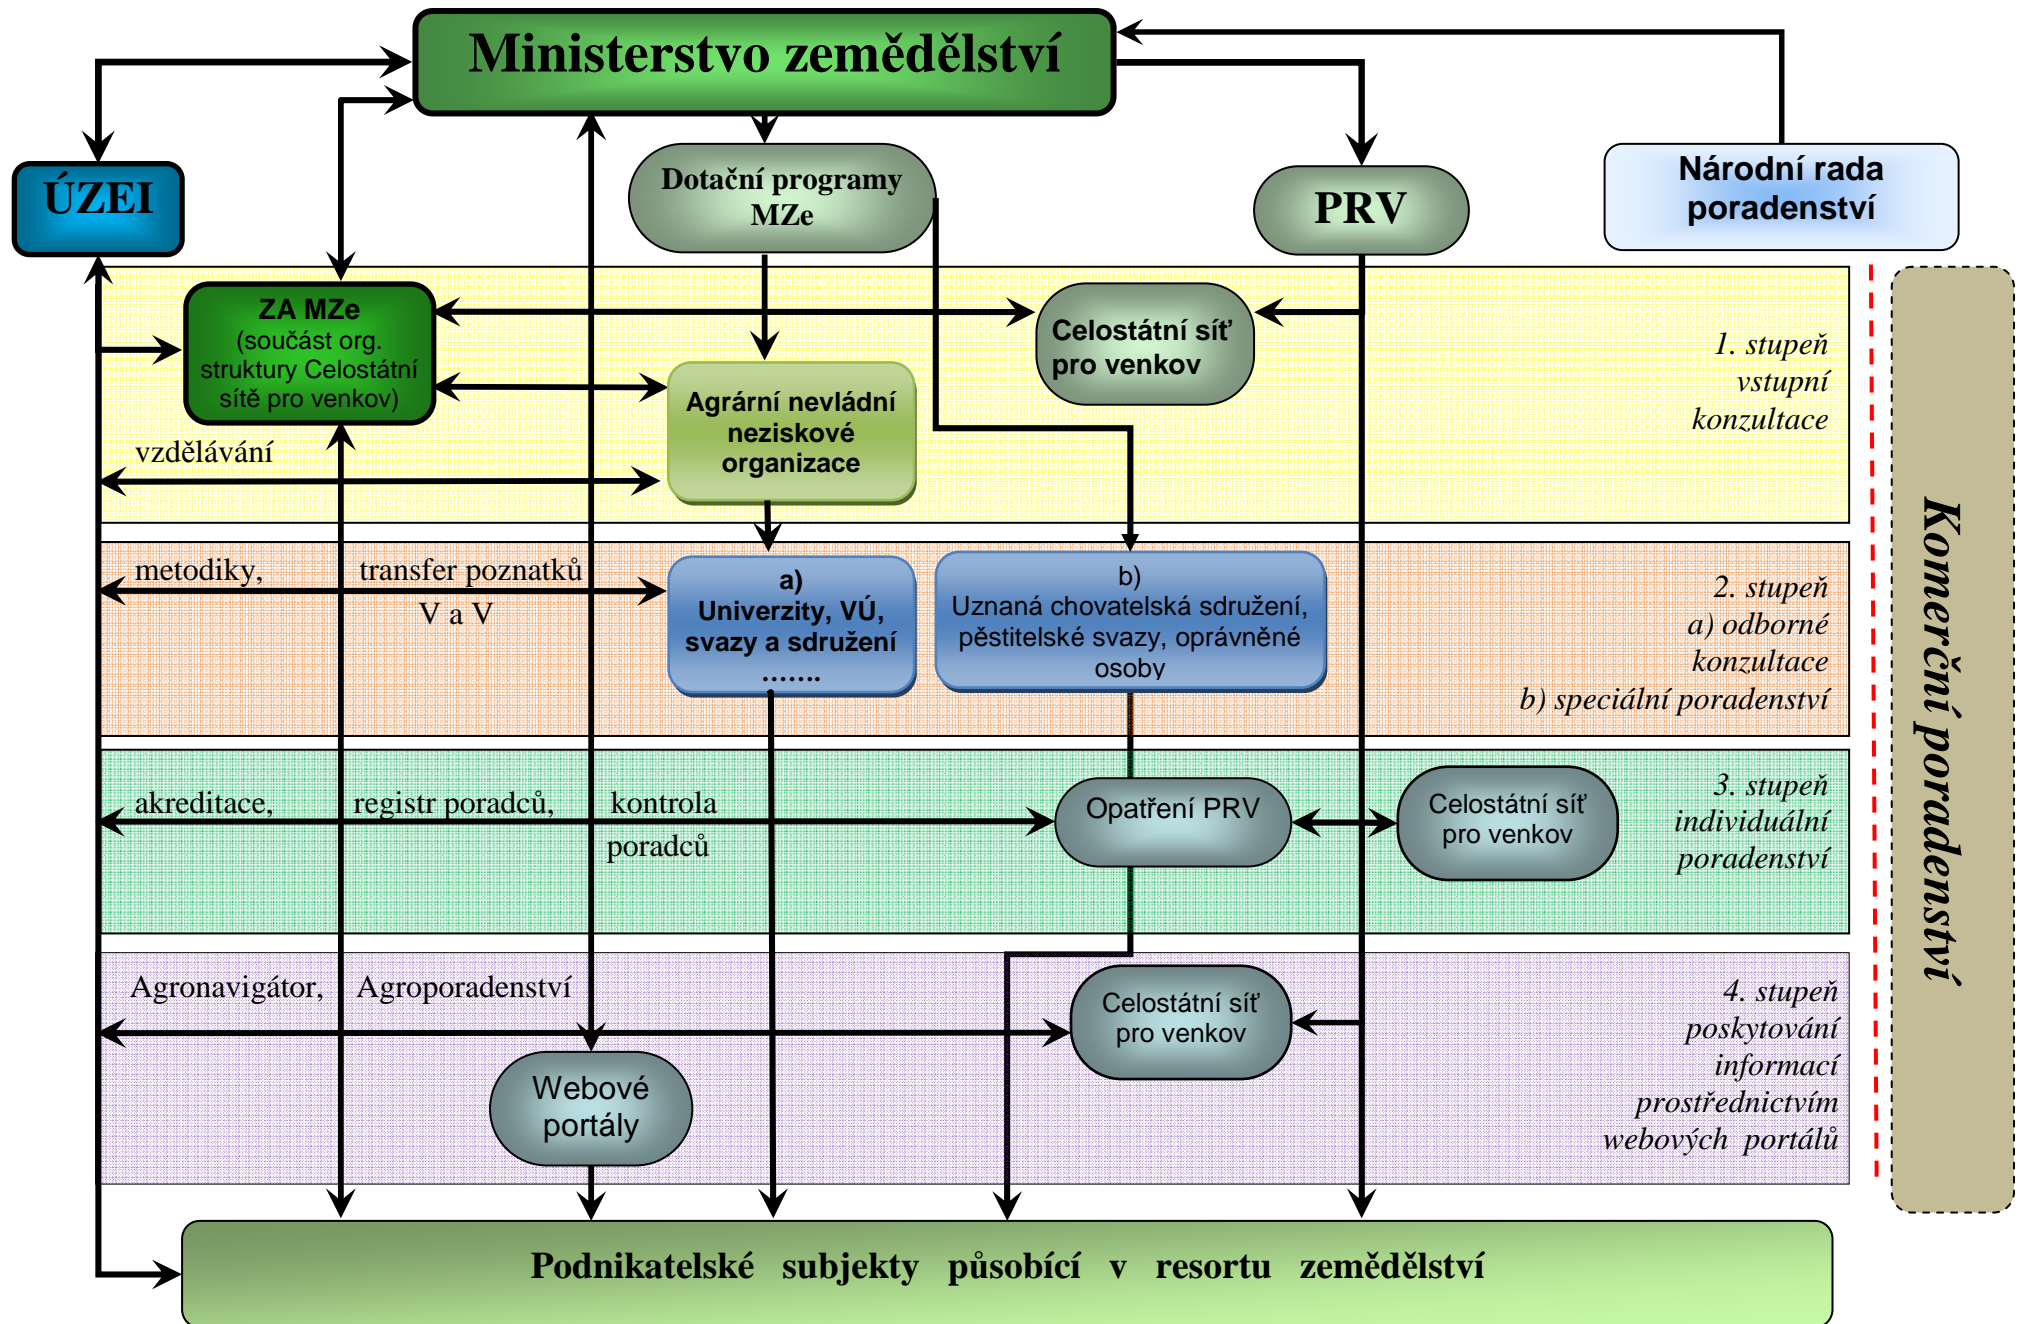 Ministerstvo zemědělství
ÚZEI
Dotační programy
MZe
PRV
Národní rada
poradenství
ZA MZe
(součást org.
struktury Celostátní
sítě pro venkov)
Celostátní síť
pro venkov
1. stupeň
vstupní
konzultace
Agrární nevládní
neziskové
organizace
vzdělávání
metodiky, transfer poznatků
V a V
a)
Univerzity, VÚ,
svazy a sdružení
…….
b)
Uznaná chovatelská sdružení,
pěstitelské svazy, oprávněné
osoby
2. stupeň
a) odborné
konzultace
b) speciální poradenství
akreditace, registr poradců, kontrola
poradců
Opatření PRV
Celostátní síť
pro venkov
3. stupeň
individuální
poradenství
Agronavigátor, Agroporadenství
Celostátní síť
pro venkov
Webové
portály
4. stupeň
poskytování
informací
prostřednictvím
webových portálů
Komerční poradenství
Podnikatelské subjekty působící v resortu zemědělství